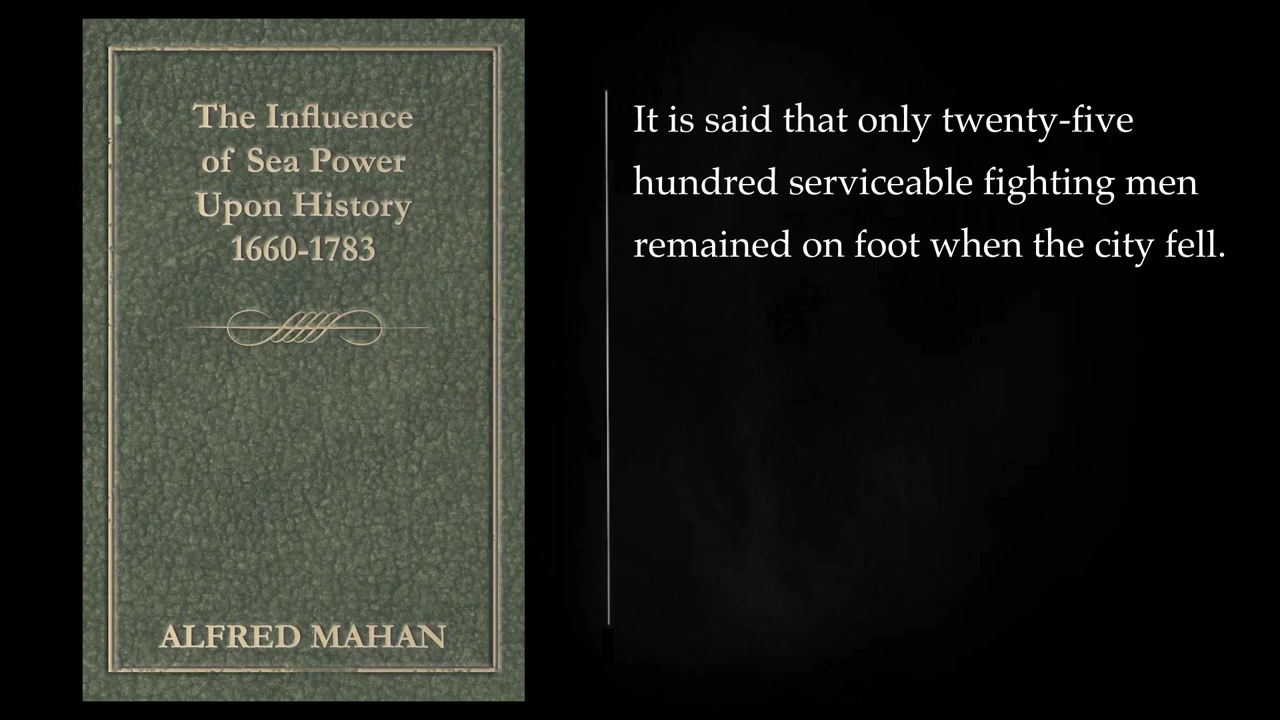 The Influence
of Sea Power
Upon History
1660-1783
ALFRED MAHAN
It is said that only twenty-five
hundred serviceable fighting men
remained on foot when the city fell.